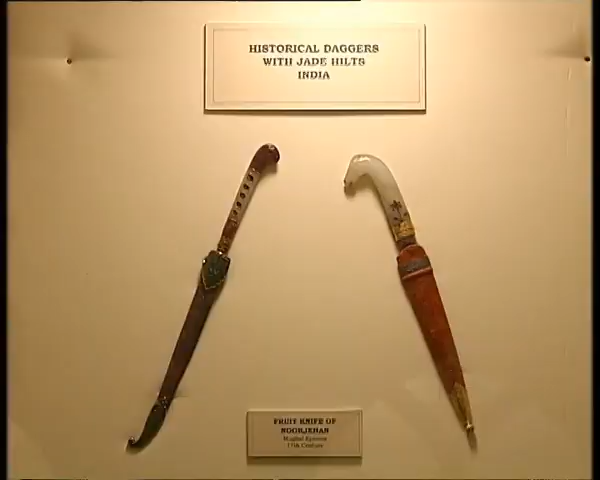 HISTORICAL DAGGERS
WITH JADE HILTS
INDIA
FRUIT KNIFE OF
NOORJEHAN
Mughal Empress
17th Century